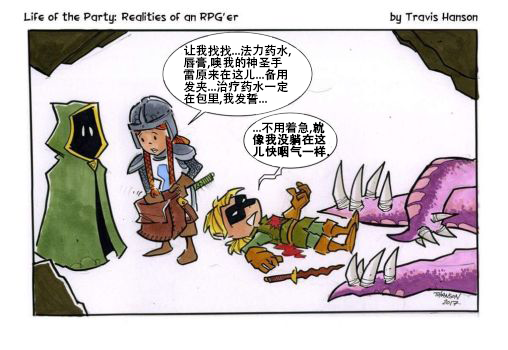 Life of the Party: Realities of an RPG'er
by Travis Hanson
让我找找...法力药水,
唇膏,咦我的神圣手
雷原来在这儿...备用
发夹...治疗药水一定
在包里,我发誓...
...不用着急,就
像我没躺在这
儿快咽气一样.
THANSON
2017